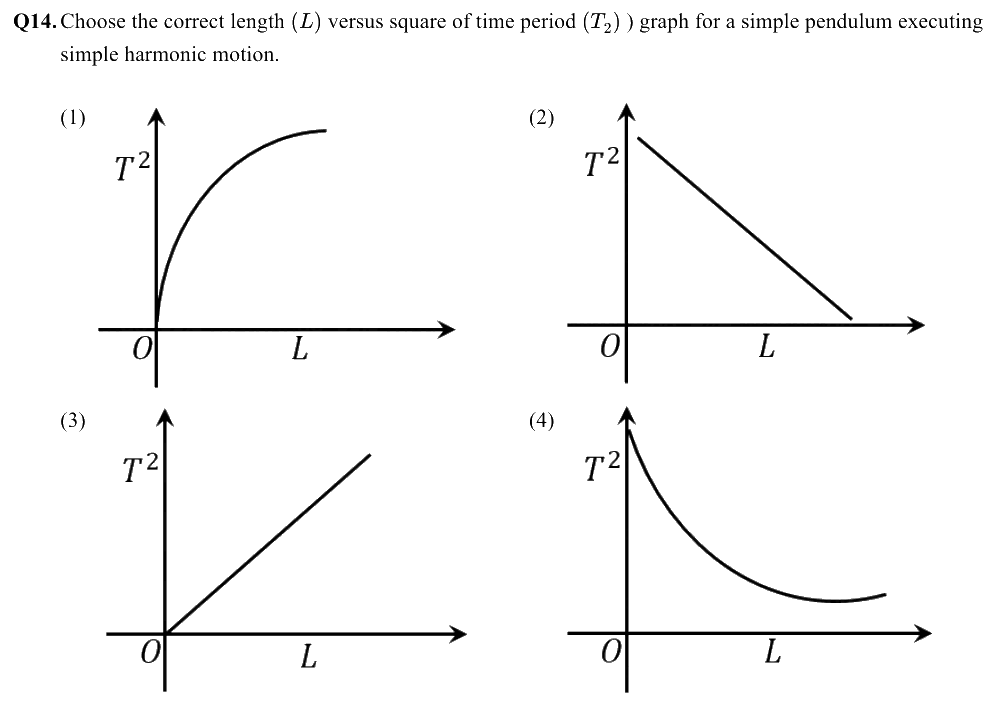 Q14. Choose the correct length (L) versus square of time period (T₂) ) graph for a simple pendulum executing
simple harmonic motion.
(1)
T²
O
L
(2)
T²
O
L
(3)
T²
O
L
(4)
T²
O
L